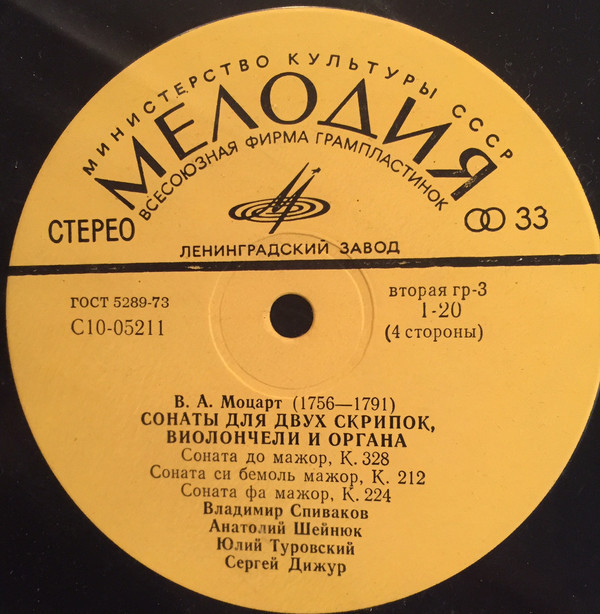 МИНИСТЕРСТВО КУЛЬТУРЫ СССР
МЕЛОДИЯ
ВСЕСОЮЗНАЯ ФИРМА ГРАМПЛАСТИНОК
СТЕРЕО
33
ЛЕНИНГРАДСКИЙ ЗАВОД
ГОСТ 5289-73
С10-05211
вторая гр-3
1-20
(4 стороны)
В. А. Моцарт (1756—1791)
СОНАТЫ ДЛЯ ДВУХ СКРИПОК,
ВИОЛОНЧЕЛИ И ОРГАНА
Соната до мажор, К. 328
Соната си бемоль мажор, К. 212
Соната фа мажор, К. 224
Владимир Спиваков
Анатолий Шейнюк
Юлий Туровский
Сергей Дижур